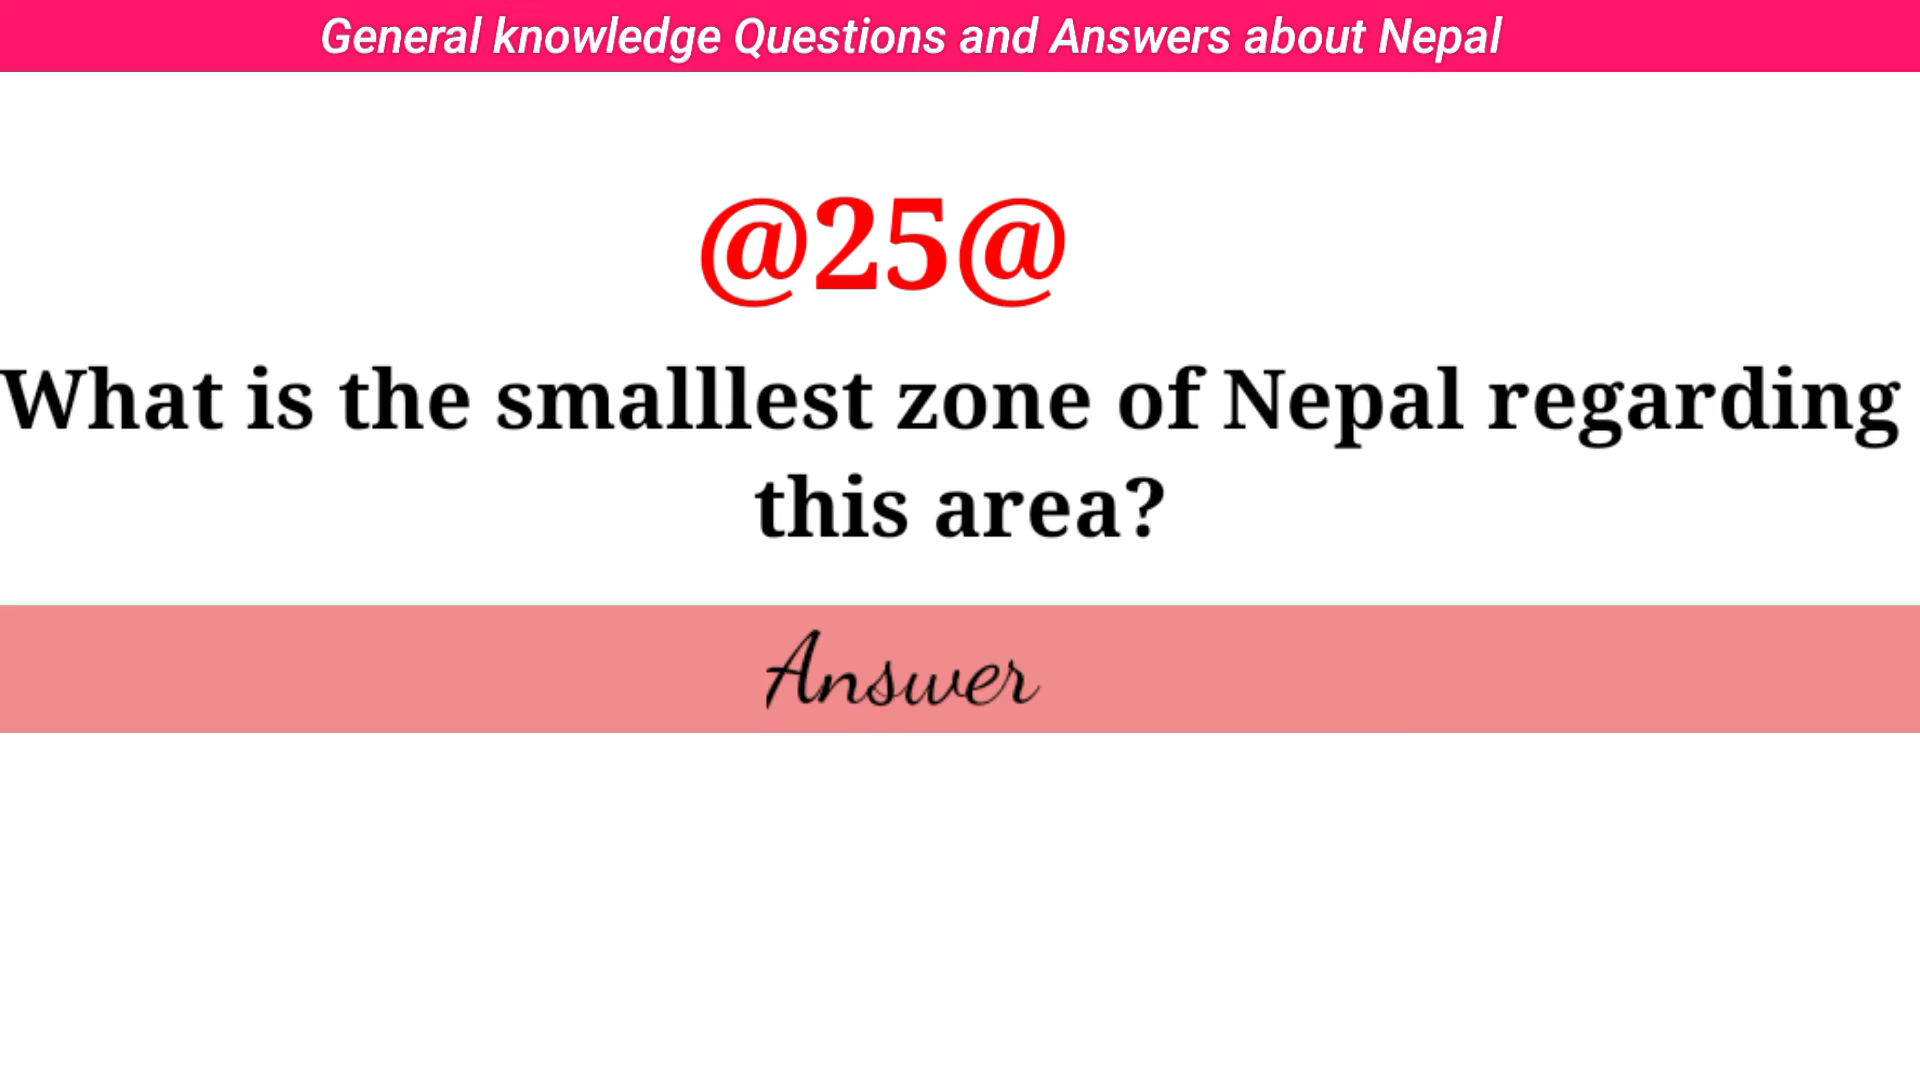 General knowledge Questions and Answers about Nepal
@25@
What is the smalllest zone of Nepal regarding
this area?
Answer